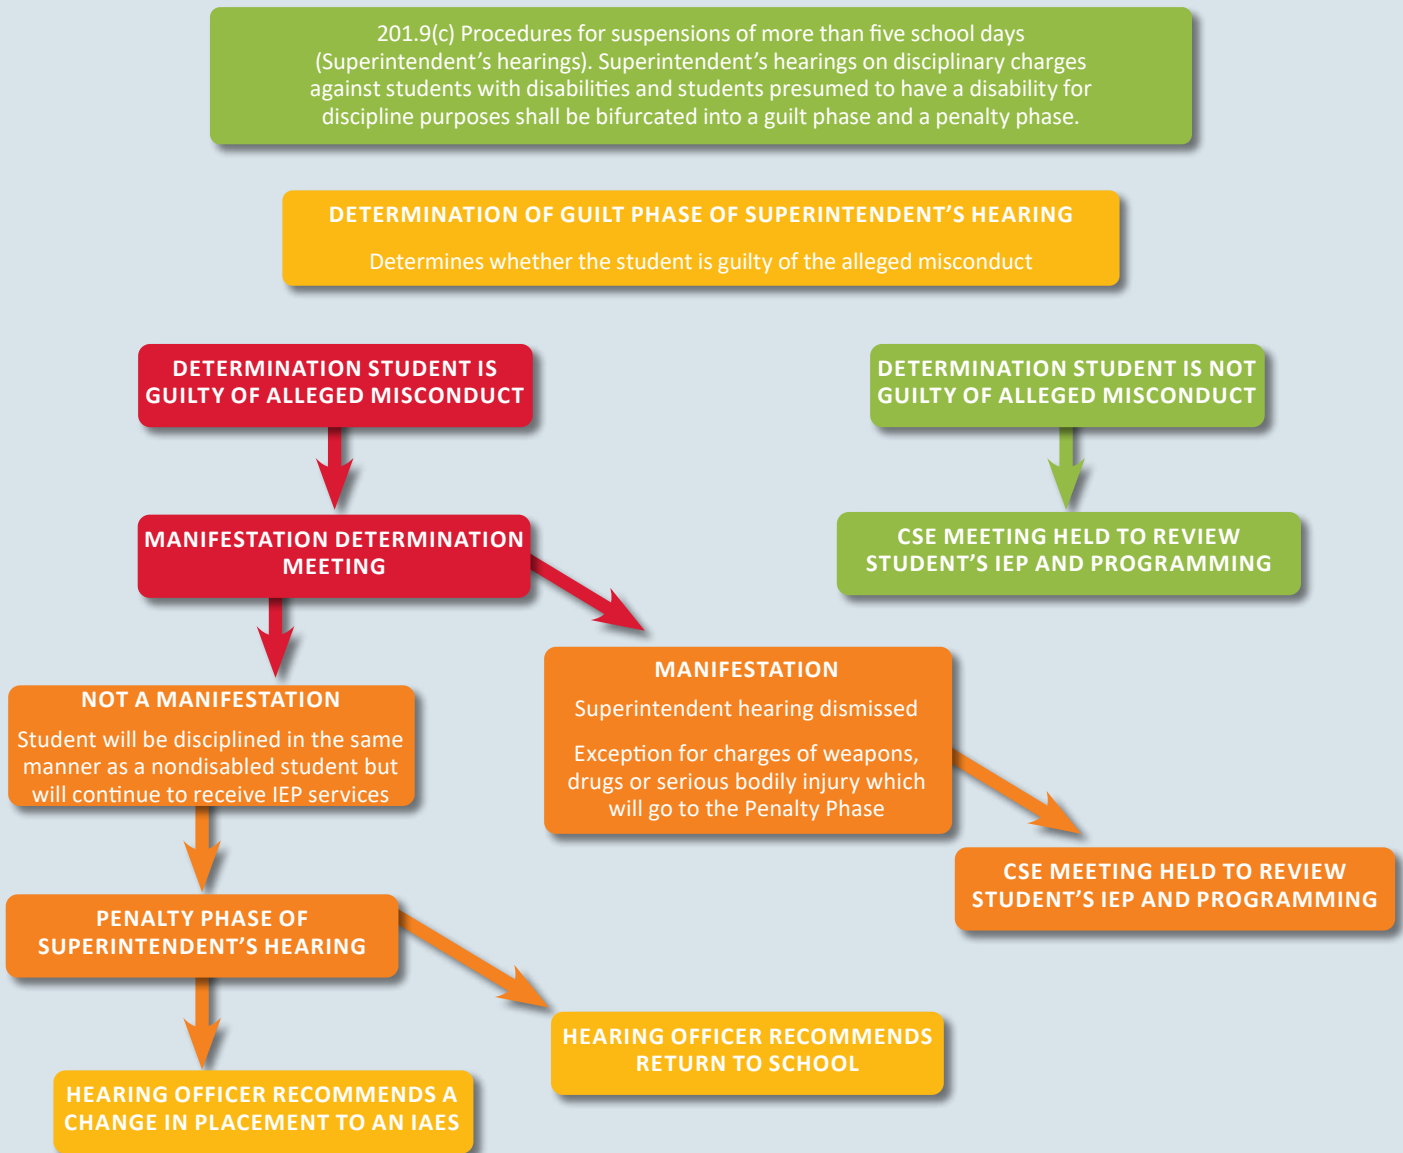 201.9(c) Procedures for suspensions of more than five school days
(Superintendent’s hearings). Superintendent’s hearings on disciplinary charges
against students with disabilities and students presumed to have a disability for
discipline purposes shall be bifurcated into a guilt phase and a penalty phase.
DETERMINATION OF GUILT PHASE OF SUPERINTENDENT’S HEARING
Determines whether the student is guilty of the alleged misconduct
DETERMINATION STUDENT IS
GUILTY OF ALLEGED MISCONDUCT
DETERMINATION STUDENT IS NOT
GUILTY OF ALLEGED MISCONDUCT
MANIFESTATION DETERMINATION
MEETING
CSE MEETING HELD TO REVIEW
STUDENT’S IEP AND PROGRAMMING
NOT A MANIFESTATION
Student will be disciplined in the same
manner as a nondisabled student but
will continue to receive IEP services
MANIFESTATION
Superintendent hearing dismissed
Exception for charges of weapons,
drugs or serious bodily injury which
will go to the Penalty Phase
CSE MEETING HELD TO REVIEW
STUDENT’S IEP AND PROGRAMMING
PENALTY PHASE OF
SUPERINTENDENT’S HEARING
HEARING OFFICER RECOMMENDS
RETURN TO SCHOOL
HEARING OFFICER RECOMMENDS A
CHANGE IN PLACEMENT TO AN IAES